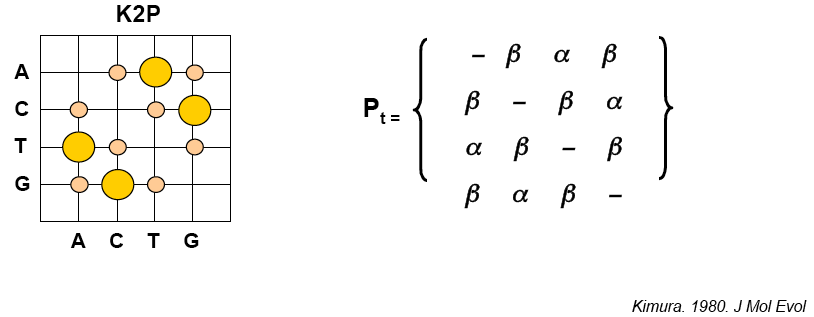 K2P
A
C
T
G
A C T G
P t =
– β α β
β – β α
α β – β
β α β –
Kimura, 1980, J Mol Evol